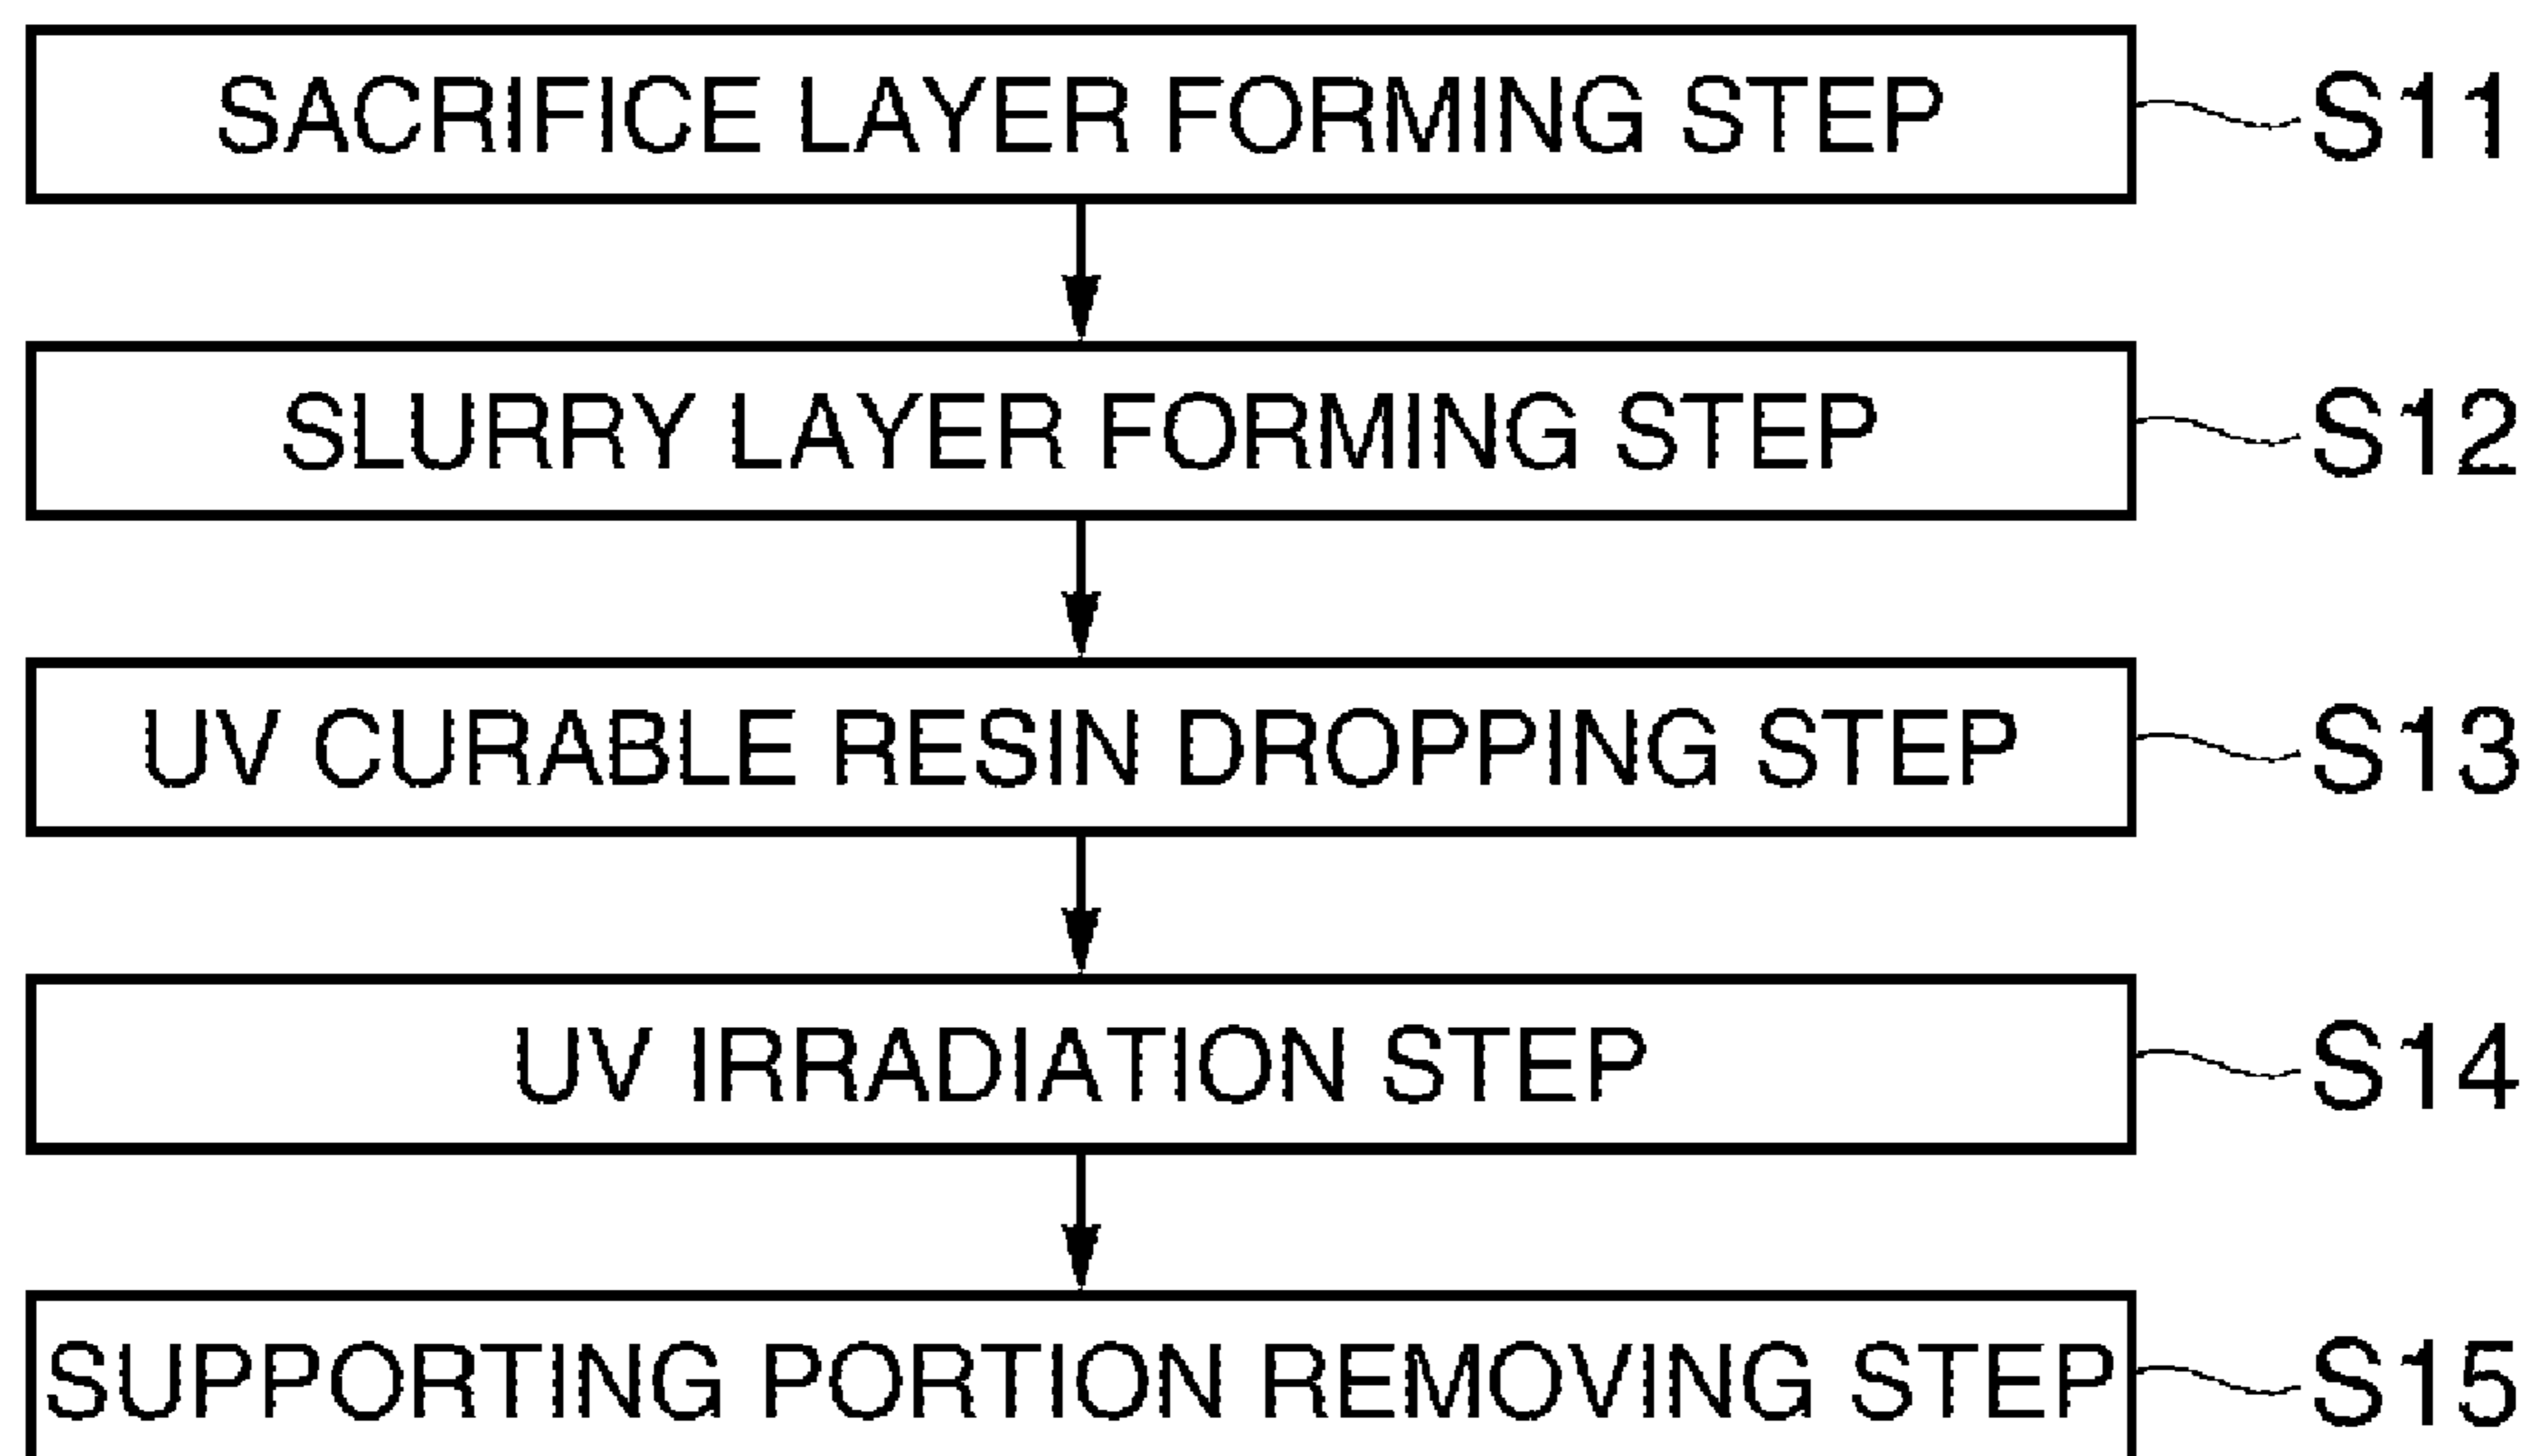 SACRIFICE LAYER FORMING STEP S11
SLURRY LAYER FORMING STEP S12
UV CURABLE RESIN DROPPING STEP S13
UV IRRADIATION STEP S14
SUPPORTING PORTION REMOVING STEP S15